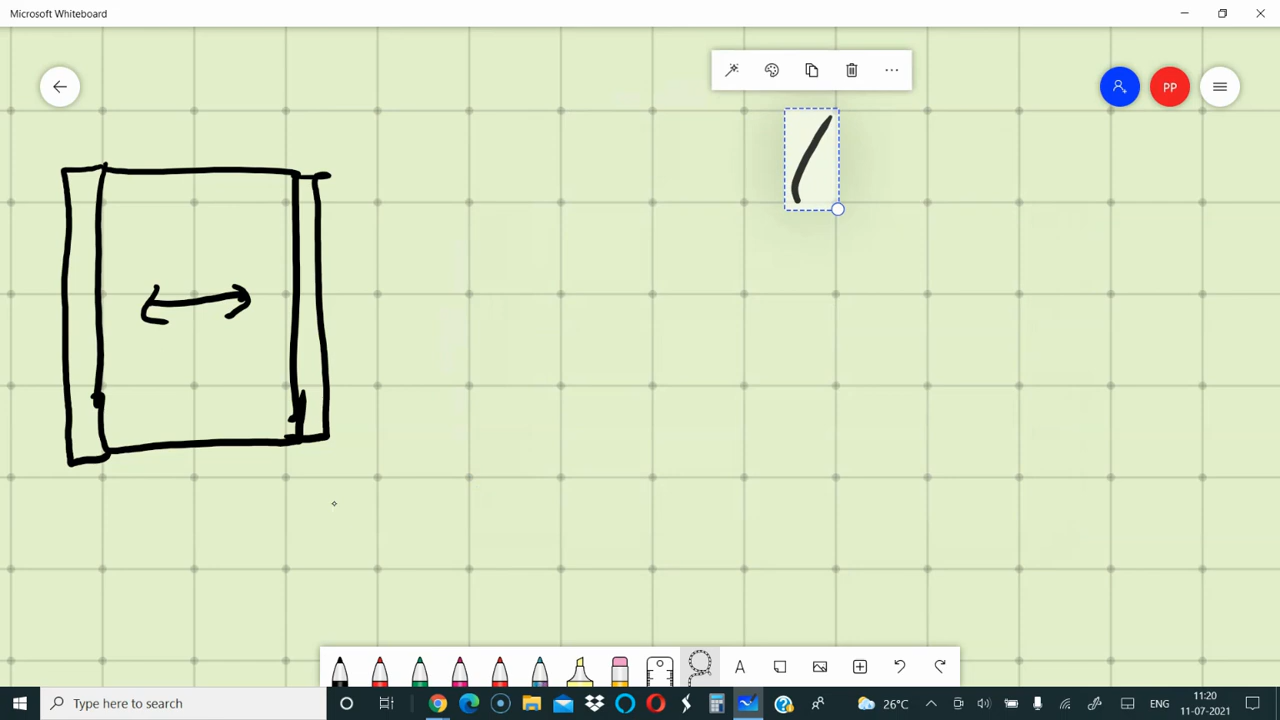 Microsoft Whiteboard
PP
A
Type here to search
26°C
ENG
11:20
11-07-2021